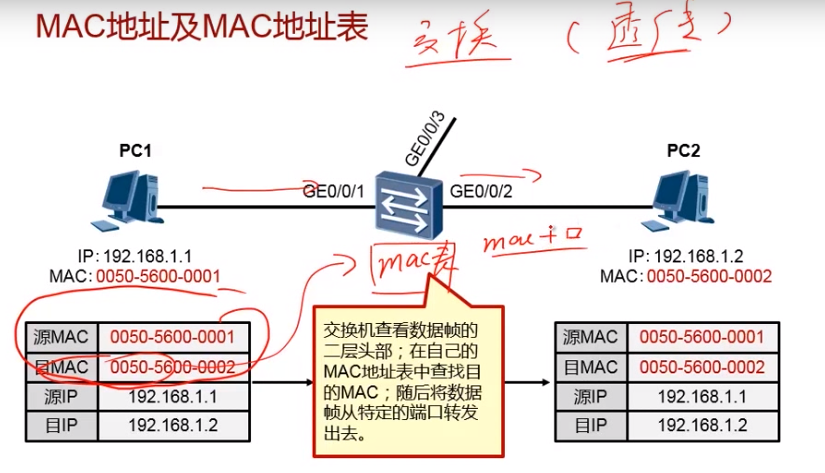 MAC地址及MAC地址表
交换（透传）
GE0/0/3
PC1
PC2
GE0/0/1
GE0/0/2
mac+口
IP: 192.168.1.1
MAC: 0050-5600-0001
mac表
IP: 192.168.1.2
MAC: 0050-5600-0002
源MAC 0050-5600-0001
目MAC 0050-5600-0002
源IP 192.168.1.1
目IP 192.168.1.2
交换机查看数据帧的
二层头部；在自己的
MAC地址表中查找目
的MAC；随后将数据
帧从特定的端口转发
出去。
源MAC 0050-5600-0001
目MAC 0050-5600-0002
源IP 192.168.1.1
目IP 192.168.1.2